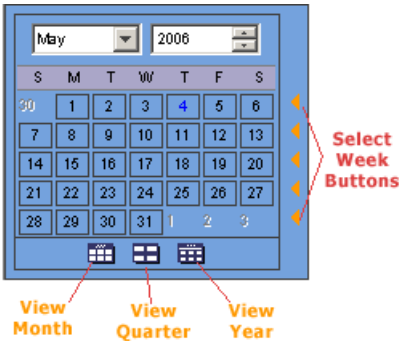 May 2006
S M T W T F S
30 1 2 3 4 5 6
7 8 9 10 11 12 13
14 15 16 17 18 19 20
21 22 23 24 25 26 27
28 29 30 31 1 2 3
Select
Week
Buttons
View
Month
View
Quarter
View
Year